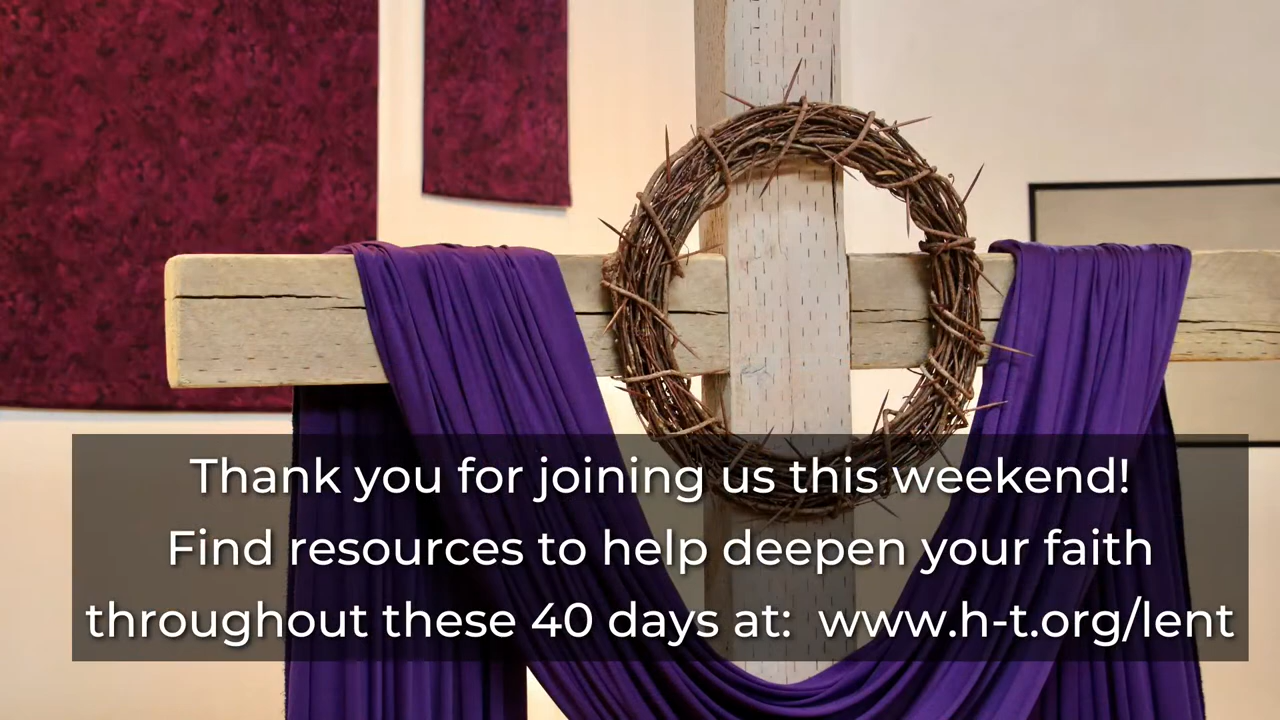 Thank you for joining us this weekend!
Find resources to help deepen your faith
throughout these 40 days at: www.h-t.org/lent